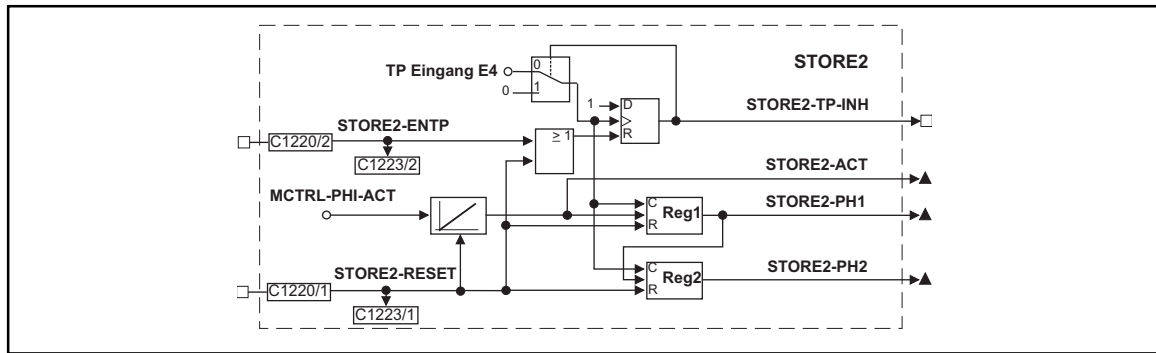 STORE2
TP Eingang E4
0
1
0
1
D
R
STORE2-TP-INH
STORE2-ENTP
C1220/2
C1223/2
≥ 1
STORE2-ACT
MCTRL-PHI-ACT
C
Reg1
R
STORE2-PH1
STORE2-RESET
C1220/1
C1223/1
C
Reg2
R
STORE2-PH2